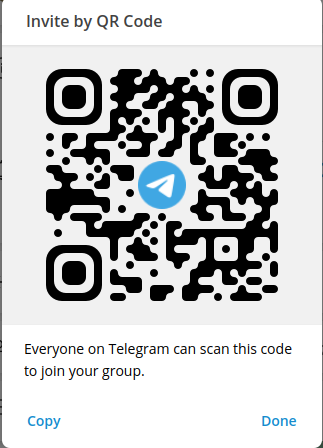 Invite by QR Code
Everyone on Telegram can scan this code
to join your group.
Copy
Done